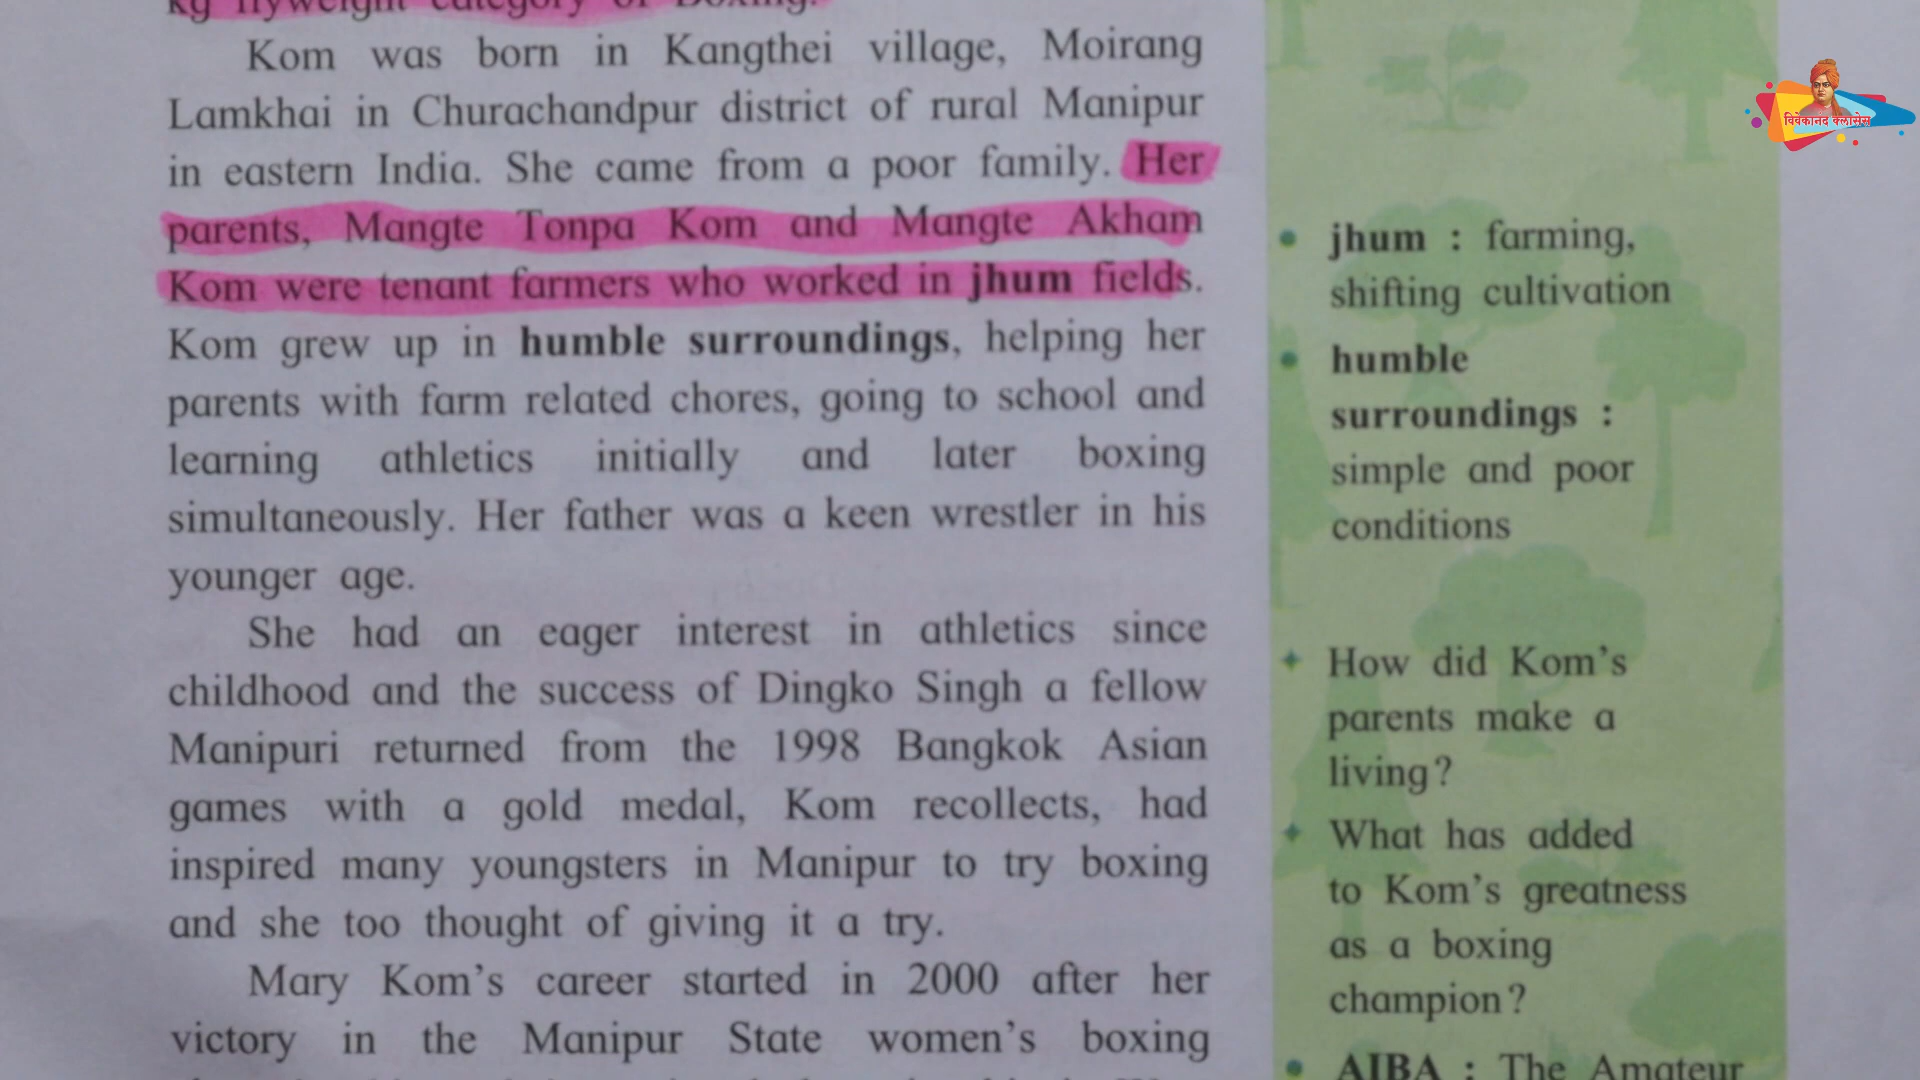 kg flyweight category of Boxing.
Kom was born in Kangthei village, Moirang
Lamkhai in Churachandpur district of rural Manipur
in eastern India. She came from a poor family. Her
parents, Mangte Tonpa Kom and Mangte Akham
Kom were tenant farmers who worked in jhum fields.
Kom grew up in humble surroundings, helping her
parents with farm related chores, going to school and
learning athletics initially and later boxing
simultaneously. Her father was a keen wrestler in his
younger age.
She had an eager interest in athletics since
childhood and the success of Dingko Singh a fellow
Manipuri returned from the 1998 Bangkok Asian
games with a gold medal, Kom recollects, had
inspired many youngsters in Manipur to try boxing
and she too thought of giving it a try.
Mary Kom's career started in 2000 after her
victory in the Manipur State women's boxing
विवेकानंद क्लासेस
• jhum : farming,
shifting cultivation
• humble
surroundings :
simple and poor
conditions
✦ How did Kom's
parents make a
living?
✦ What has added
to Kom's greatness
as a boxing
champion?
• AIBA : The Amateur